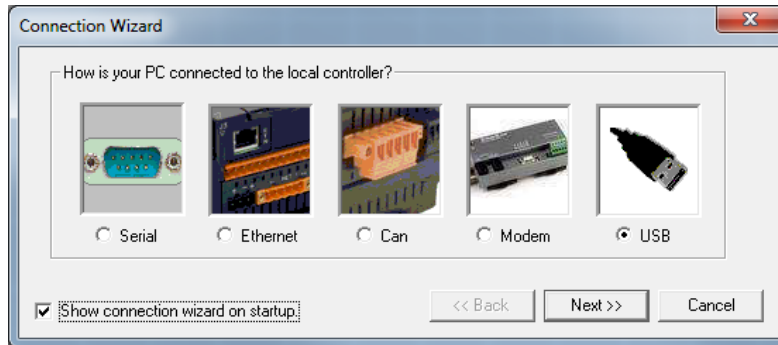 Connection Wizard
How is your PC connected to the local controller?
Serial
Ethernet
Can
Modem
USB
Show connection wizard on startup.
<< Back
Next >>
Cancel